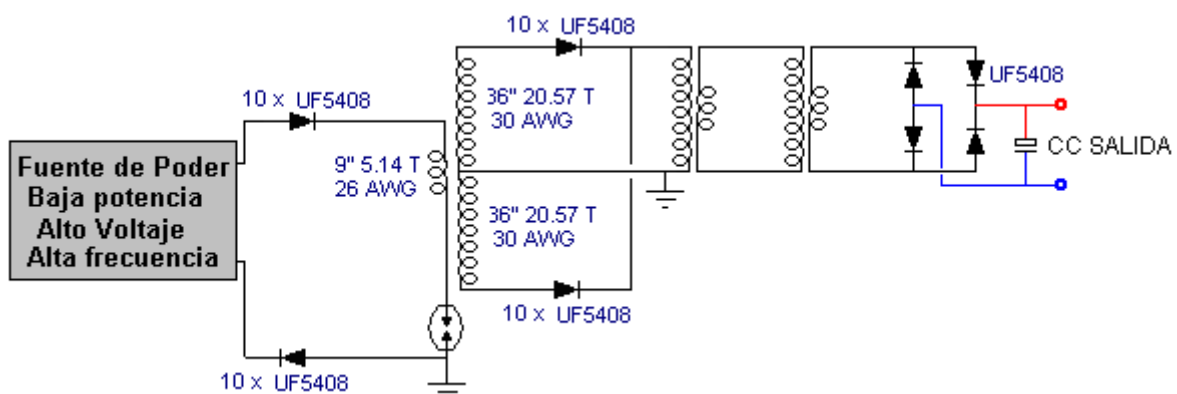 10 x UF5408
10 x UF5408
36" 20.57 T
30 AWG
UF5408
9" 5.14 T
26 AWG
CC SALIDA
Fuente de Poder
Baja potencia
Alto Voltaje
Alta frecuencia
36" 20.57 T
30 AWG
10 x UF5408
10 x UF5408